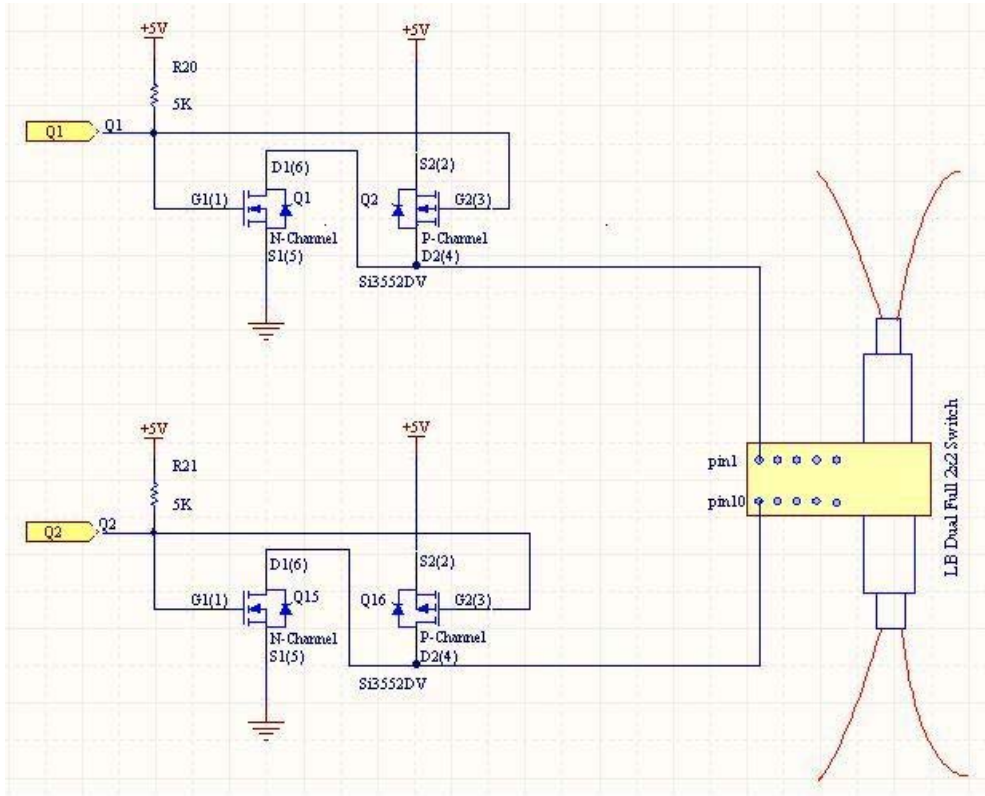 +5V
+5V
R20
5K
Q1
Q1
D1(6)
S2(2)
G1(1)
Q1
Q2
G2(3)
N-Channel
P-Channel
S1(5)
D2(4)
Si3552DV
+5V
+5V
R21
5K
Q2
Q2
D1(6)
S2(2)
G1(1)
Q15
Q16
G2(3)
N-Channel
P-Channel
S1(5)
D2(4)
Si3552DV
pin1
pin10
LB Dual Full 2x2 Switch